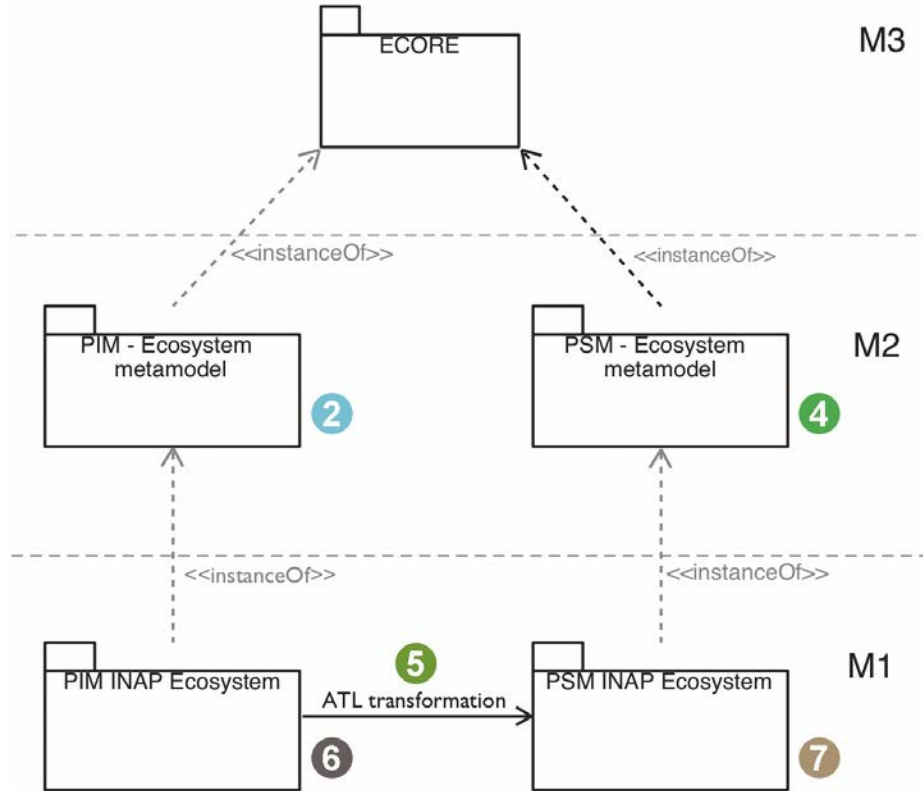 ECORE
M3
<<instanceOf>>
<<instanceOf>>
PIM - Ecosystem
metamodel
2
PSM - Ecosystem
metamodel
4
M2
<<instanceOf>>
<<instanceOf>>
PIM INAP Ecosystem
6
5
ATL transformation
PSM INAP Ecosystem
7
M1